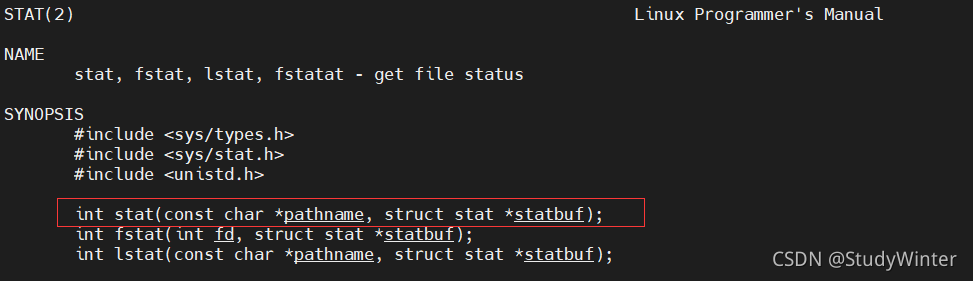 STAT(2) Linux Programmer's Manual
NAME
stat, fstat, lstat, fstatat - get file status
SYNOPSIS
#include <sys/types.h>
#include <sys/stat.h>
#include <unistd.h>
int stat(const char *pathname, struct stat *statbuf);
int fstat(int fd, struct stat *statbuf);
int lstat(const char *pathname, struct stat *statbuf);
CSDN @StudyWinter